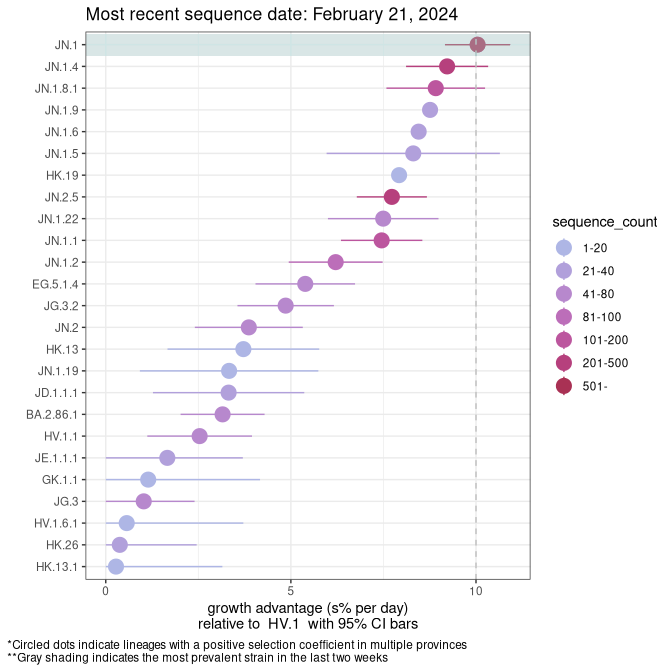 Most recent sequence date: February 21, 2024
JN.1
JN.1.4
JN.1.8.1
JN.1.9
JN.1.6
JN.1.5
HK.19
JN.2.5
JN.1.22
JN.1.1
JN.1.2
EG.5.1.4
JG.3.2
JN.2
HK.13
JN.1.19
JD.1.1.1
BA.2.86.1
HV.1.1
JE.1.1.1
GK.1.1
JG.3
HV.1.6.1
HK.26
HK.13.1
0 5 10
growth advantage (s% per day)
relative to HV.1 with 95% CI bars
sequence_count
1-20
21-40
41-80
81-100
101-200
201-500
501-
*Circled dots indicate lineages with a positive selection coefficient in multiple provinces
**Gray shading indicates the most prevalent strain in the last two weeks